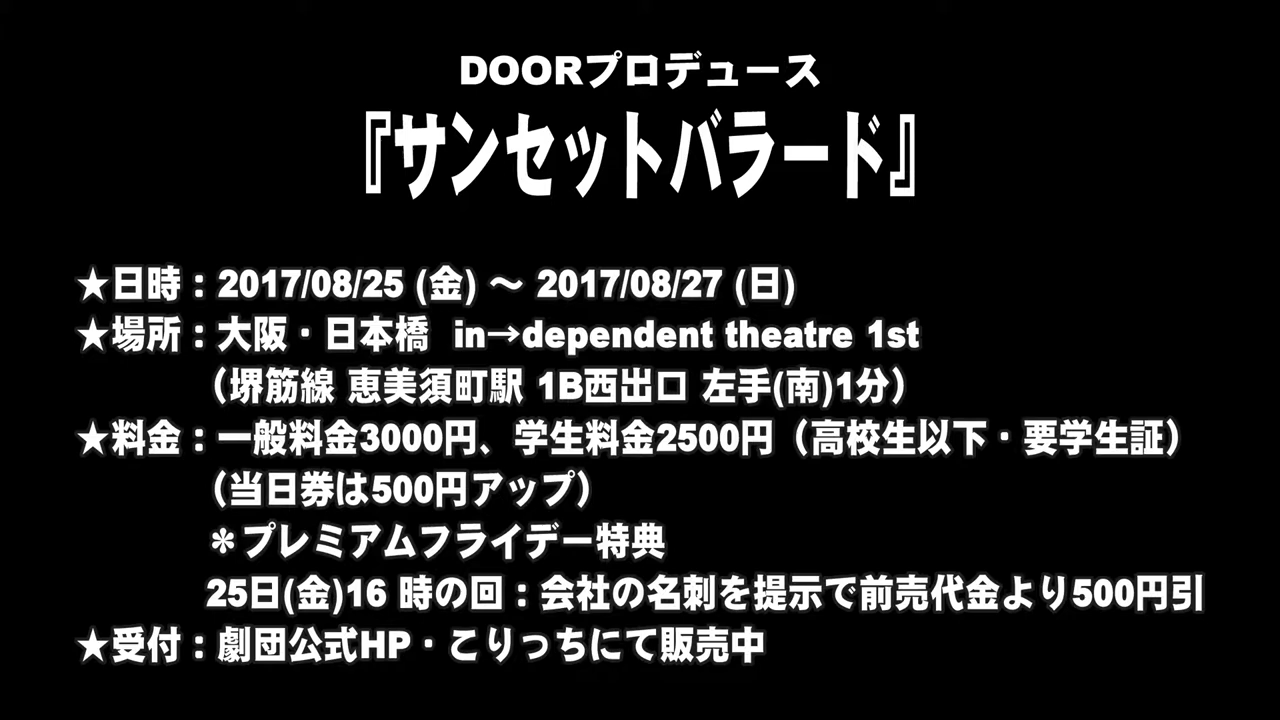 DOORプロデュース
『サンセットバラード』
★日時：2017/08/25 (金) ～ 2017/08/27 (日)
★場所：大阪・日本橋 in→dependent theatre 1st
（堺筋線 恵美須町駅 1B西出口 左手(南)1分）
★料金：一般料金3000円、学生料金2500円（高校生以下・要学生証）
（当日券は500円アップ）
＊プレミアムフライデー特典
25日(金)16 時の回：会社の名刺を提示で前売代金より500円引
★受付：劇団公式HP・こりっちにて販売中